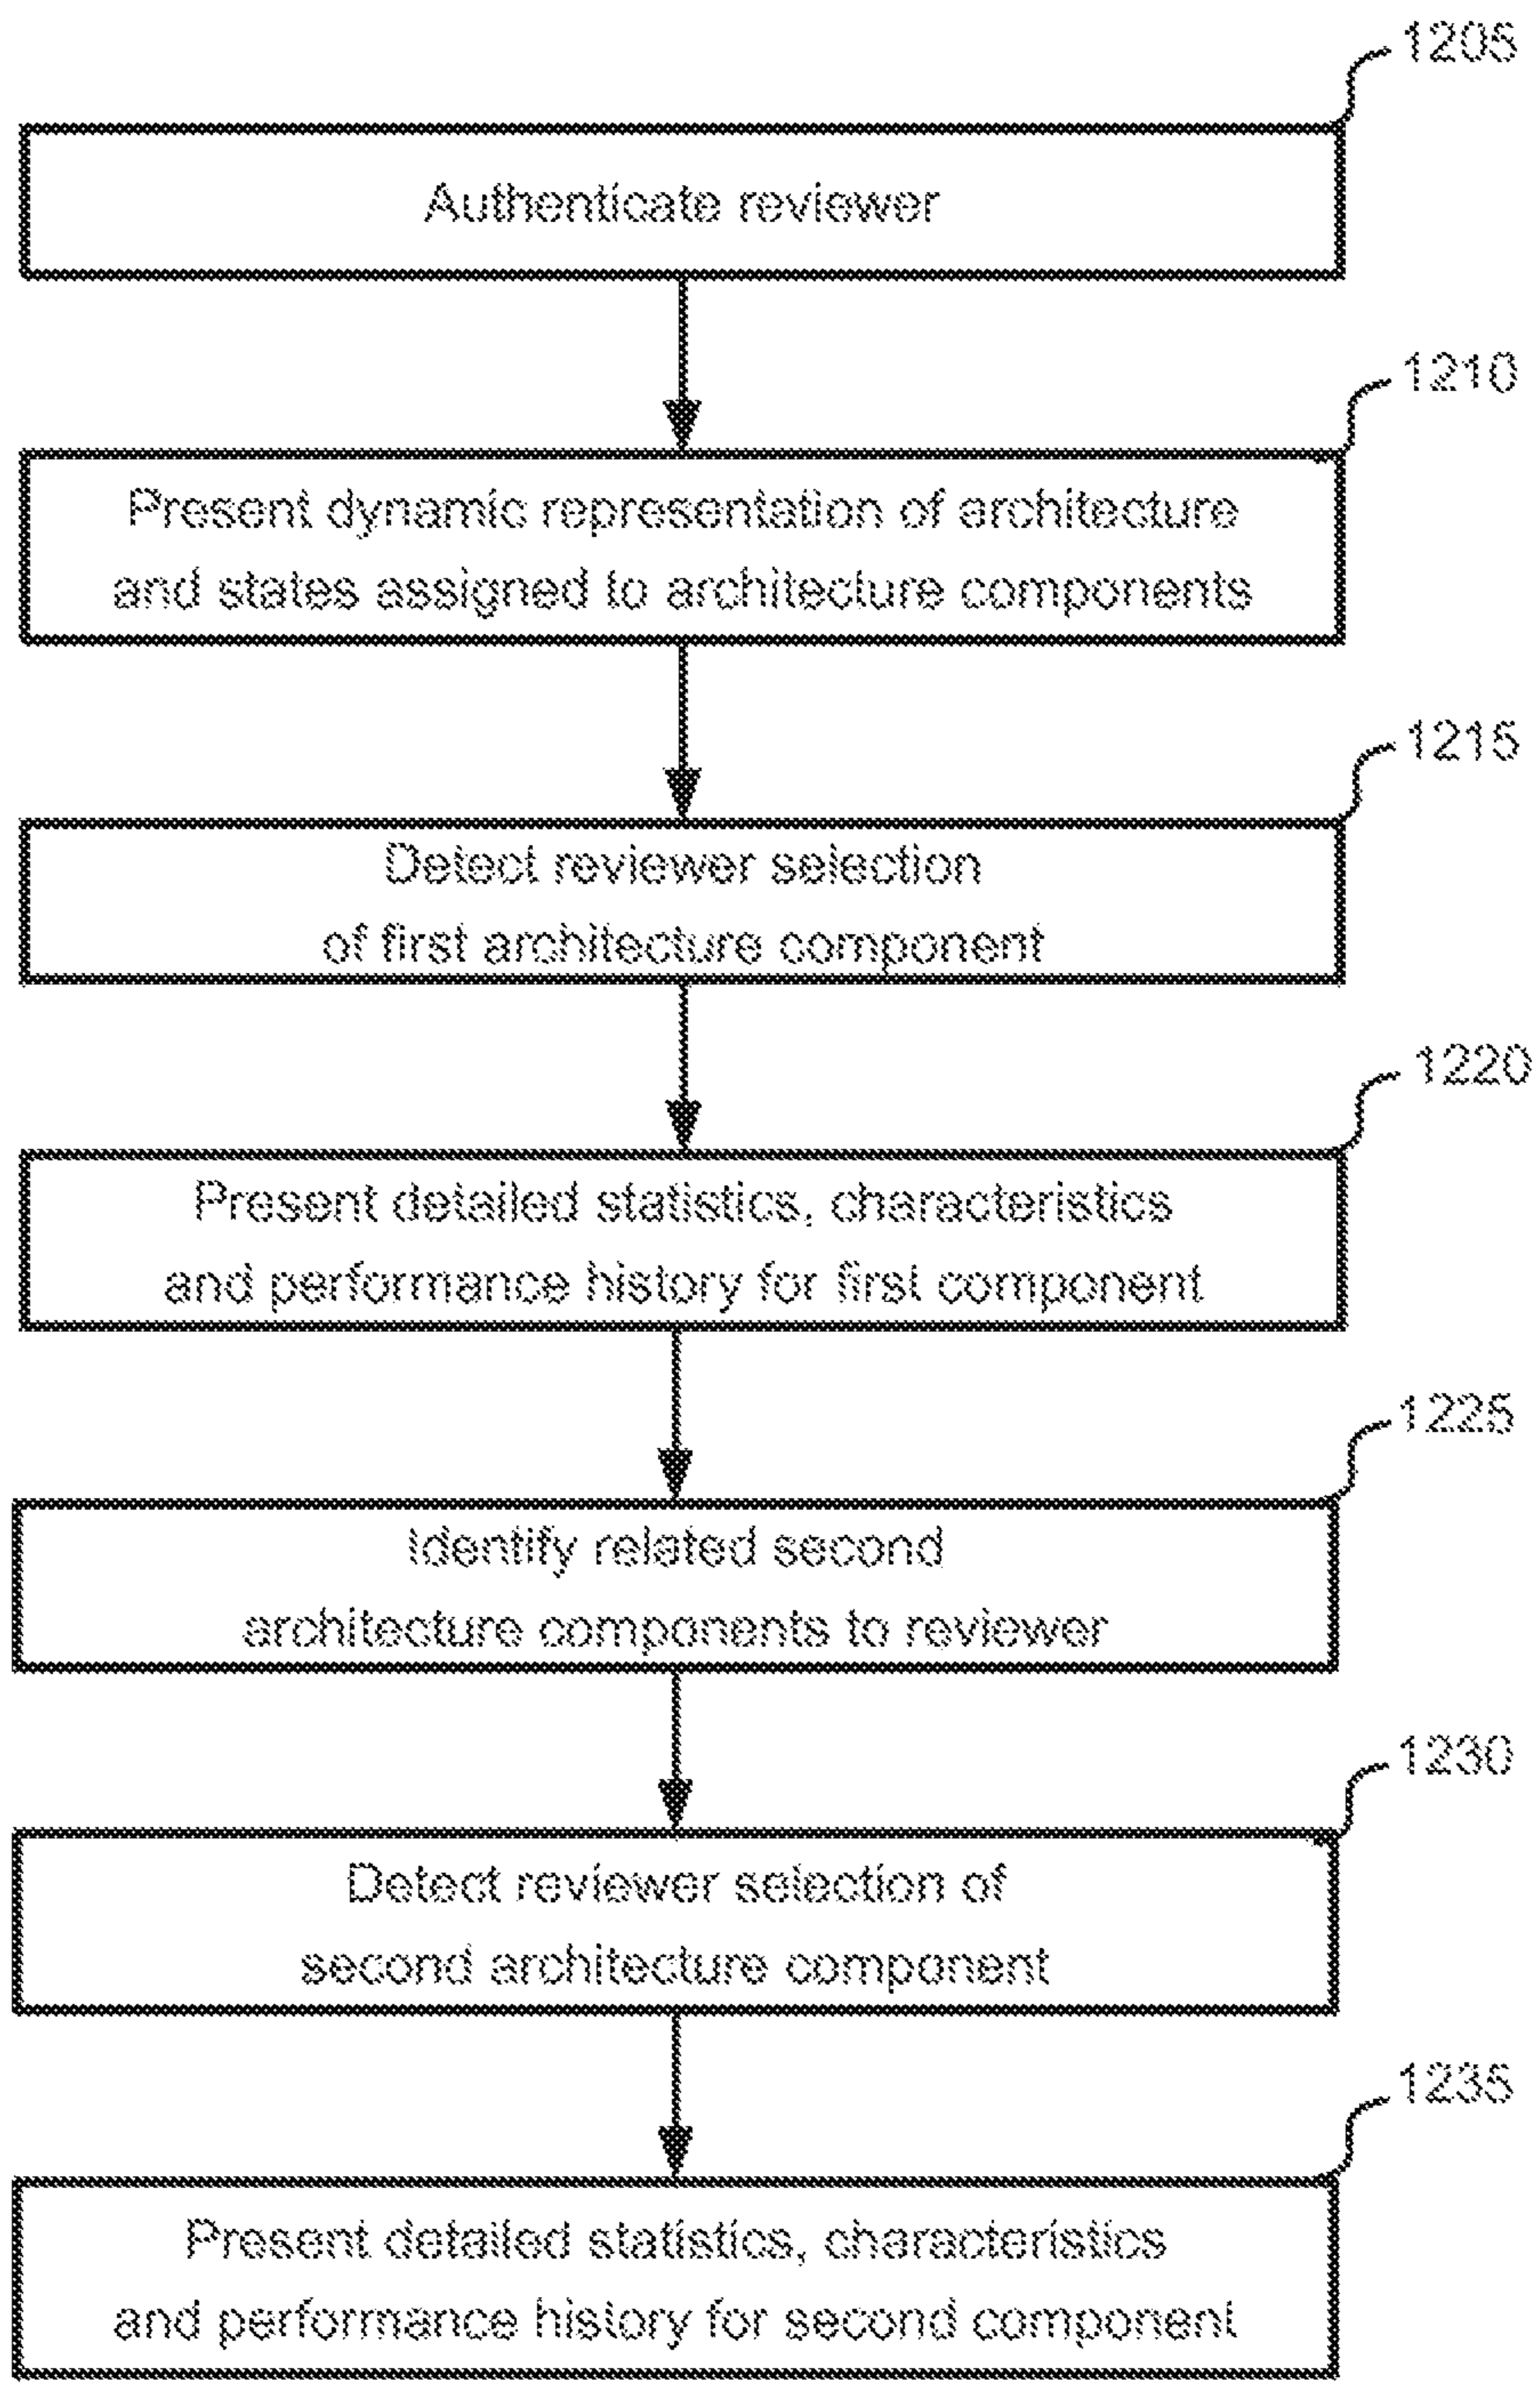 1205
Authenticate reviewer
1210
Present dynamic representation of architecture
and states assigned to architecture components
1215
Detect reviewer selection
of first architecture component
1220
Present detailed statistics, characteristics
and performance history for first component
1225
Identify related second
architecture components to reviewer
1230
Detect reviewer selection of
second architecture component
1235
Present detailed statistics, characteristics
and performance history for second component